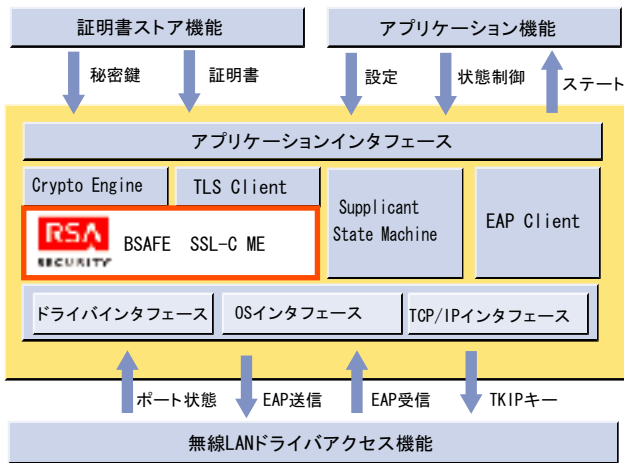 証明書ストア機能
アプリケーション機能
秘密鍵
証明書
設定
状態制御
ステート
アプリケーションインタフェース
Crypto Engine
TLS Client
Supplicant
State Machine
EAP Client
RSA
SECURITY
BSAFE SSL-C ME
ドライバインタフェース
OSインタフェース
TCP/IPインタフェース
ポート状態
EAP送信
EAP受信
TKIPキー
無線LANドライバアクセス機能